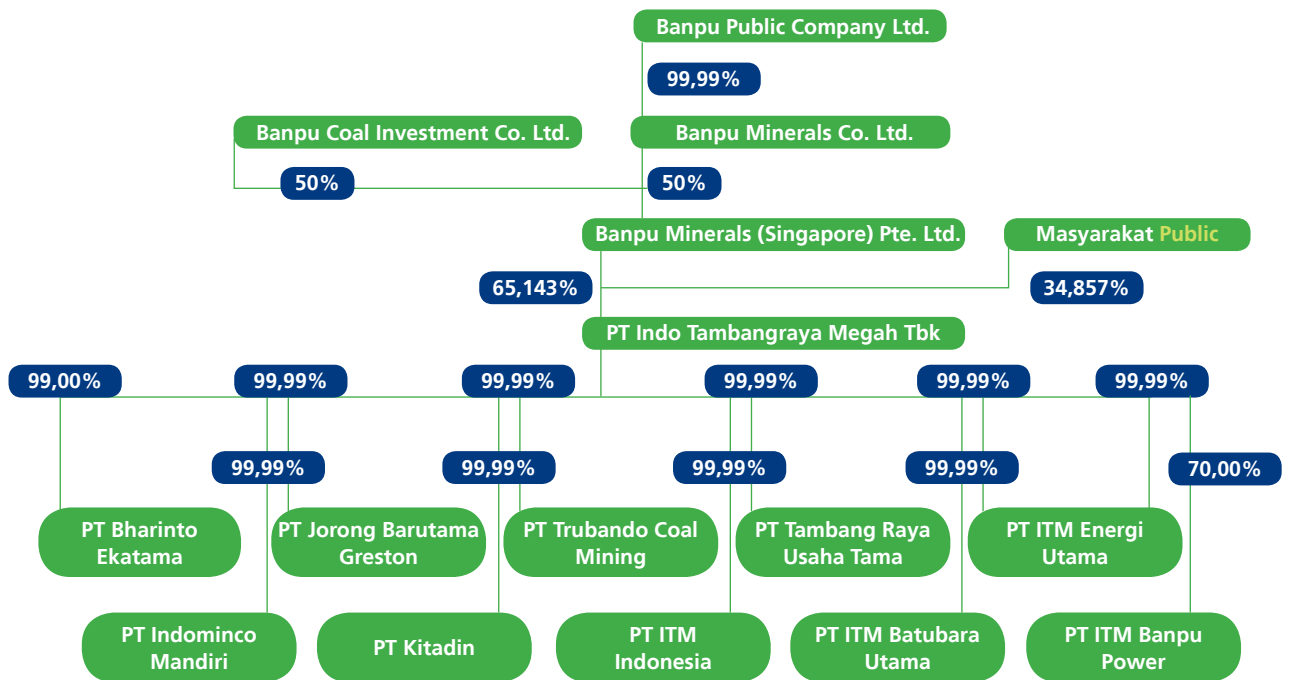 Banpu Public Company Ltd.
99,99%
Banpu Coal Investment Co. Ltd.
Banpu Minerals Co. Ltd.
50%
50%
Banpu Minerals (Singapore) Pte. Ltd.
Masyarakat Public
65,143%
34,857%
PT Indo Tambangraya Megah Tbk
99,00%
99,99%
99,99%
99,99%
99,99%
99,99%
99,99%
99,99%
99,99%
99,99%
70,00%
PT Bharinto
Ekatama
PT Jorong Barutama
Greston
PT Trubando Coal
Mining
PT Tambang Raya
Usaha Tama
PT ITM Energi
Utama
PT Indominco
Mandiri
PT Kitadin
PT ITM
Indonesia
PT ITM Batubara
Utama
PT ITM Banpu
Power